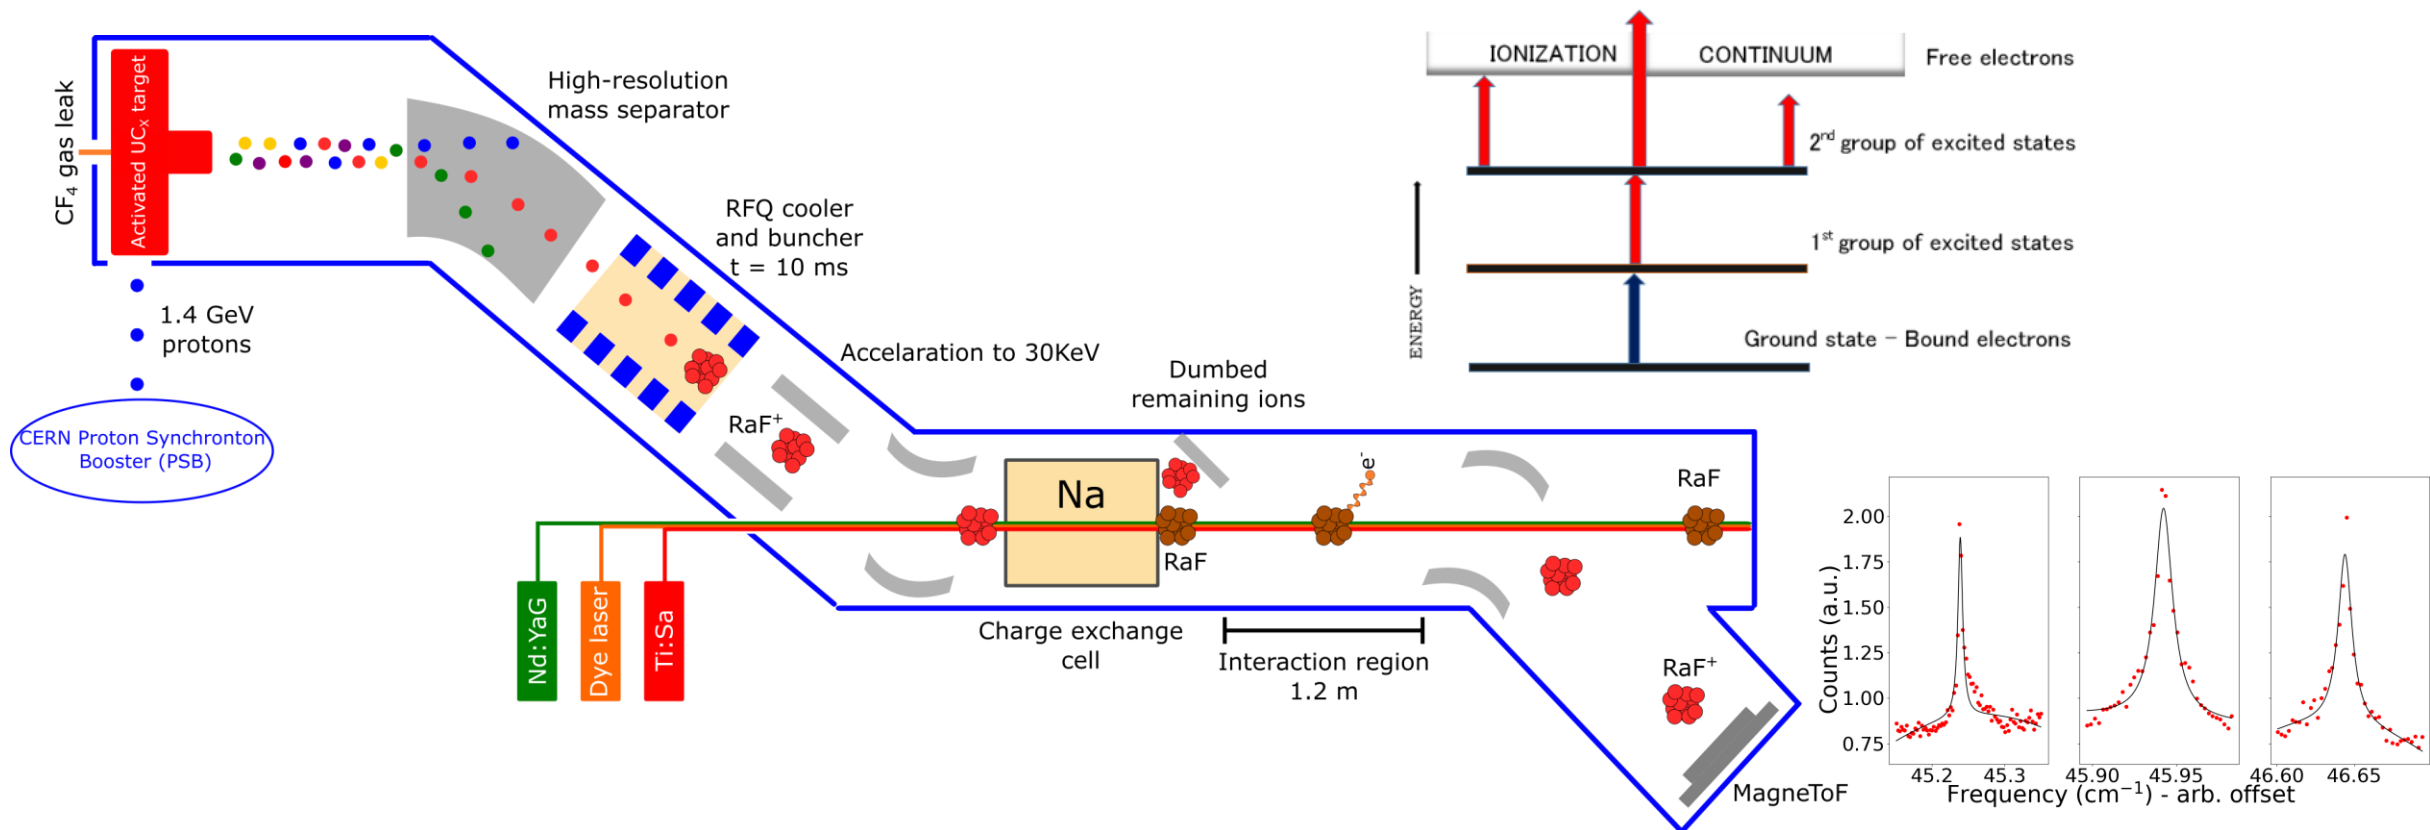 CF4 gas leak
Activated UCX target
High-resolution
mass separator
RFQ cooler
and buncher
t = 10 ms
1.4 GeV
protons
CERN Proton Synchronton
Booster (PSB)
Accelaration to 30KeV
RaF+
Dumbed
remaining ions
Na
e-
RaF
RaF
Nd:YaG
Dye laser
Ti:Sa
Charge exchange
cell
Interaction region
1.2 m
RaF+
MagneToF
IONIZATION CONTINUUM
Free electrons
2nd group of excited states
1st group of excited states
Ground state - Bound electrons
ENERGY
Counts (a.u.)
2.00
1.75
1.50
1.25
1.00
0.75
45.2 45.3 45.90 45.95 46.60 46.65
Frequency (cm−1) - arb. offset